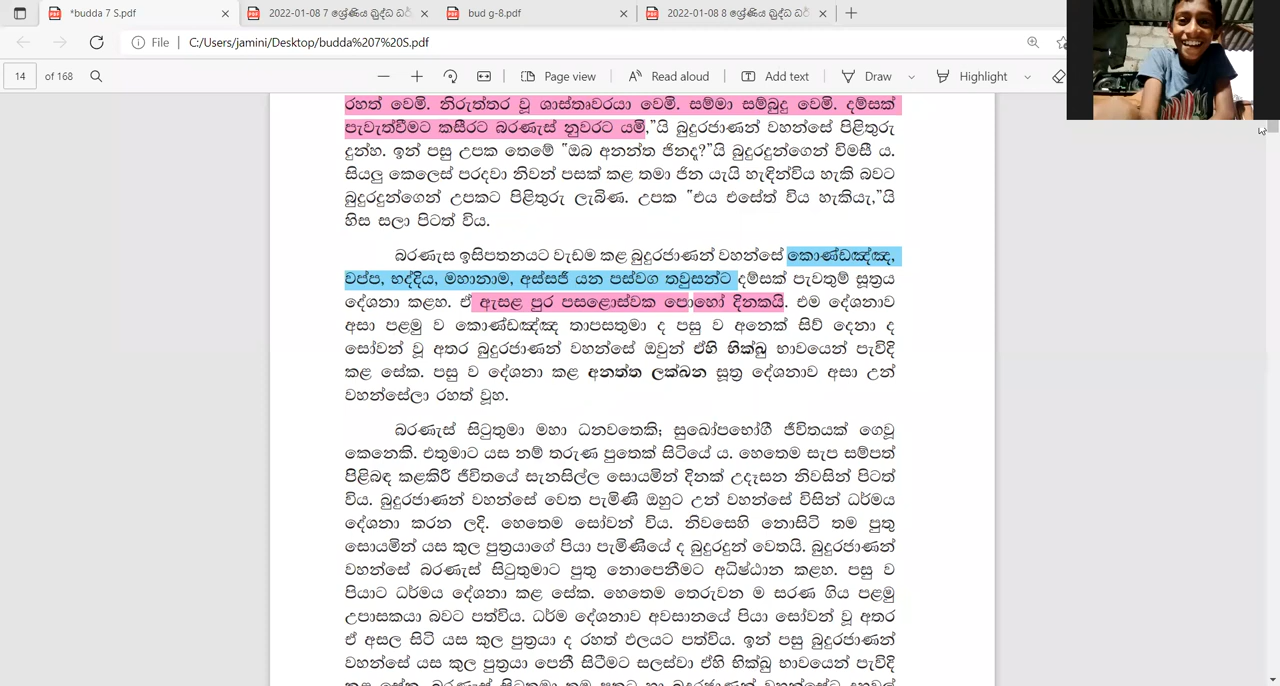 *budda 7 S.pdf
2022-01-08 7 ශ්‍රේණිය බුද්ධ ධර්
bud g-8.pdf
2022-01-08 8 ශ්‍රේණිය බුද්ධ ධර්
File
C:/Users/jamini/Desktop/budda%207%20S.pdf
14 of 168
Page view
Read aloud
Add text
Draw
Highlight
රහත් වෙමි. නිරුත්තර වූ ශාස්තෘවරයා වෙමි. සම්මා සම්බුදු වෙමි. දම්සක්
පැවැත්වීමට කසීරට බරණැස් නුවරට යමි,”යි බුදුරජාණන් වහන්සේ පිළිතුරු
දුන්හ. ඉන් පසු උපක තෙමේ “ඔබ අනන්ත ජිනද?”යි බුදුරදුන්ගෙන් විමසී ය.
සියලු කෙලෙස් පරදවා නිවන් පසක් කළ තමා ජින යැයි හැඳින්විය හැකි බවට
බුදුරදුන්ගෙන් උපකට පිළිතුරු ලැබිණ. උපක “එය එසේත් විය හැකියැ,”යි
හිස සලා පිටත් විය.
බරණැස ඉසිපතනයට වැඩම කළ බුදුරජාණන් වහන්සේ කොණ්ඩඤ්ඤ,
වප්ප, භද්දිය, මහානාම, අස්සජී යන පස්වග තවුසන්ට දම්සක් පැවතුම් සූත්‍රය
දේශනා කළහ. ඒ ඇසළ පුර පසළොස්වක පොහෝ දිනකයි. එම දේශනාව
අසා පළමු ව කොණ්ඩඤ්ඤ තාපසතුමා ද පසු ව අනෙක් සිව් දෙනා ද
සෝවන් වූ අතර බුදුරජාණන් වහන්සේ ඔවුන් ඒහි භික්ඛු භාවයෙන් පැවිදි
කළ සේක. පසු ව දේශනා කළ අනත්ත ලක්ඛන සූත්‍ර දේශනාව අසා උන්
වහන්සේලා රහත් වූහ.
බරණැස් සිටුතුමා මහා ධනවතෙකි; සුඛෝපභෝගී ජීවිතයක් ගෙවූ
කෙනෙකි. එතුමාට යස නම් තරුණ පුතෙක් සිටියේ ය. හෙතෙම සැප සම්පත්
පිළිබඳ කළකිරී ජීවිතයේ සැනසිල්ල සොයමින් දිනක් උදෑසන නිවසින් පිටත්
විය. බුදුරජාණන් වහන්සේ වෙත පැමිණි ඔහුට උන් වහන්සේ විසින් ධර්මය
දේශනා කරන ලදි. හෙතෙම සෝවන් විය. නිවසෙහි නොසිටි තම පුතු
සොයමින් යස කුල පුත්‍රයාගේ පියා පැමිණියේ ද බුදුරදුන් වෙතයි. බුදුරජාණන්
වහන්සේ බරණැස් සිටුතුමාට පුතු නොපෙනීමට අධිෂ්ඨාන කළහ. පසු ව
පියාට ධර්මය දේශනා කළ සේක. හෙතෙම තෙරුවන ම සරණ ගිය පළමු
උපාසකයා බවට පත්විය. ධර්ම දේශනාව අවසානයේ පියා සෝවන් වූ අතර
ඒ අසල සිටි යස කුල පුත්‍රයා ද රහත් ඵලයට පත්විය. ඉන් පසු බුදුරජාණන්
වහන්සේ යස කුල පුත්‍රයා පෙනී සිටීමට සලස්වා ඒහි භික්ඛු භාවයෙන් පැවිදි